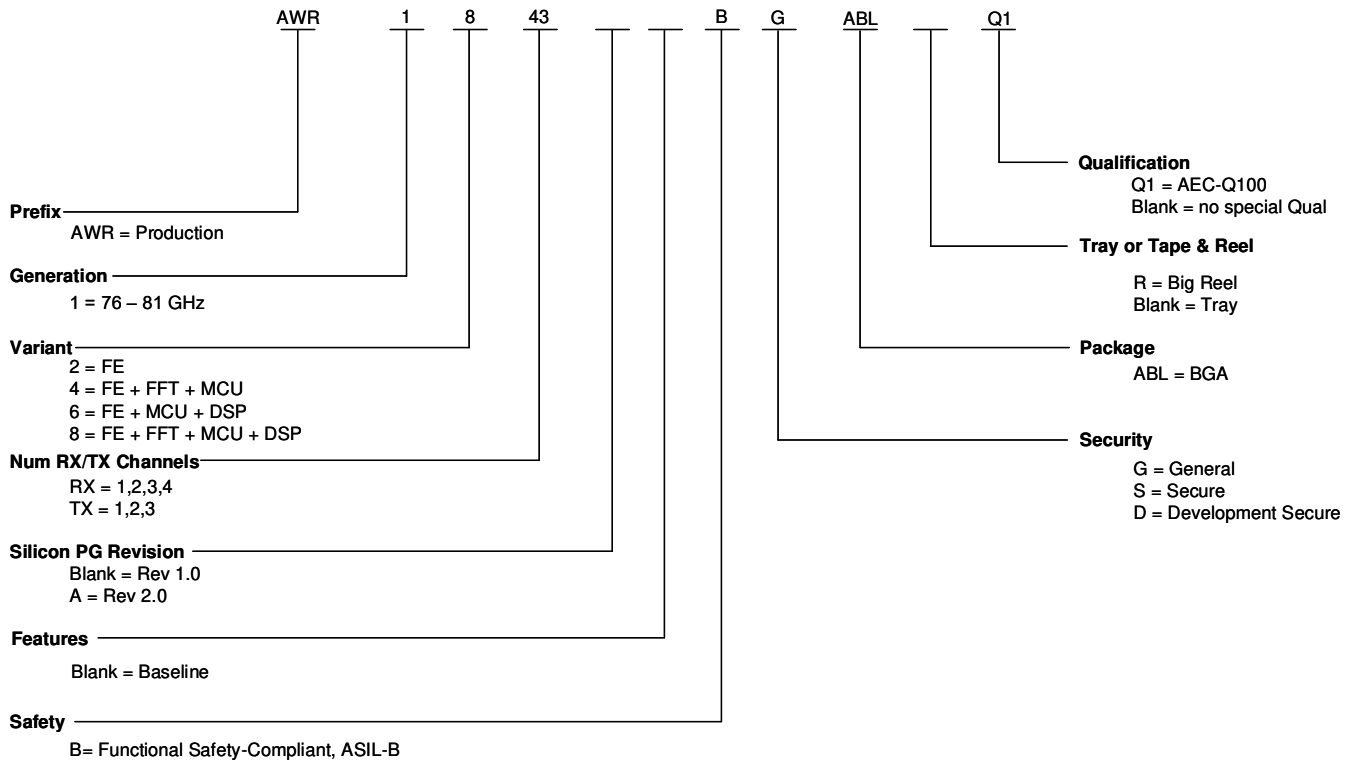 AWR 1 8 43 B G ABL Q1
Prefix
AWR = Production
Generation
1 = 76 – 81 GHz
Variant
2 = FE
4 = FE + FFT + MCU
6 = FE + MCU + DSP
8 = FE + FFT + MCU + DSP
Num RX/TX Channels
RX = 1,2,3,4
TX = 1,2,3
Silicon PG Revision
Blank = Rev 1.0
A = Rev 2.0
Features
Blank = Baseline
Safety
B= Functional Safety-Compliant, ASIL-B
Qualification
Q1 = AEC-Q100
Blank = no special Qual
Tray or Tape & Reel
R = Big Reel
Blank = Tray
Package
ABL = BGA
Security
G = General
S = Secure
D = Development Secure